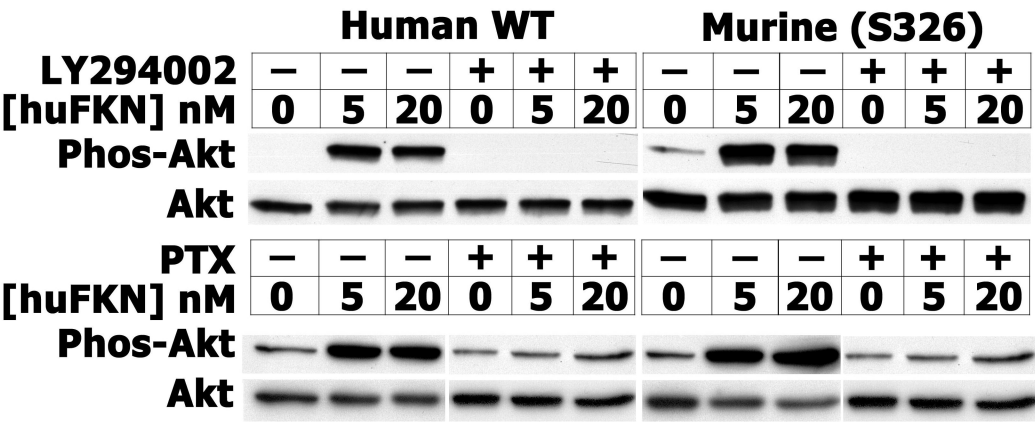 Human WT Murine (S326)
LY294002 − − − + + + − − − + + +
[huFKN] nM 0 5 20 0 5 20 0 5 20 0 5 20
Phos-Akt
Akt
PTX − − − + + + − − − + + +
[huFKN] nM 0 5 20 0 5 20 0 5 20 0 5 20
Phos-Akt
Akt